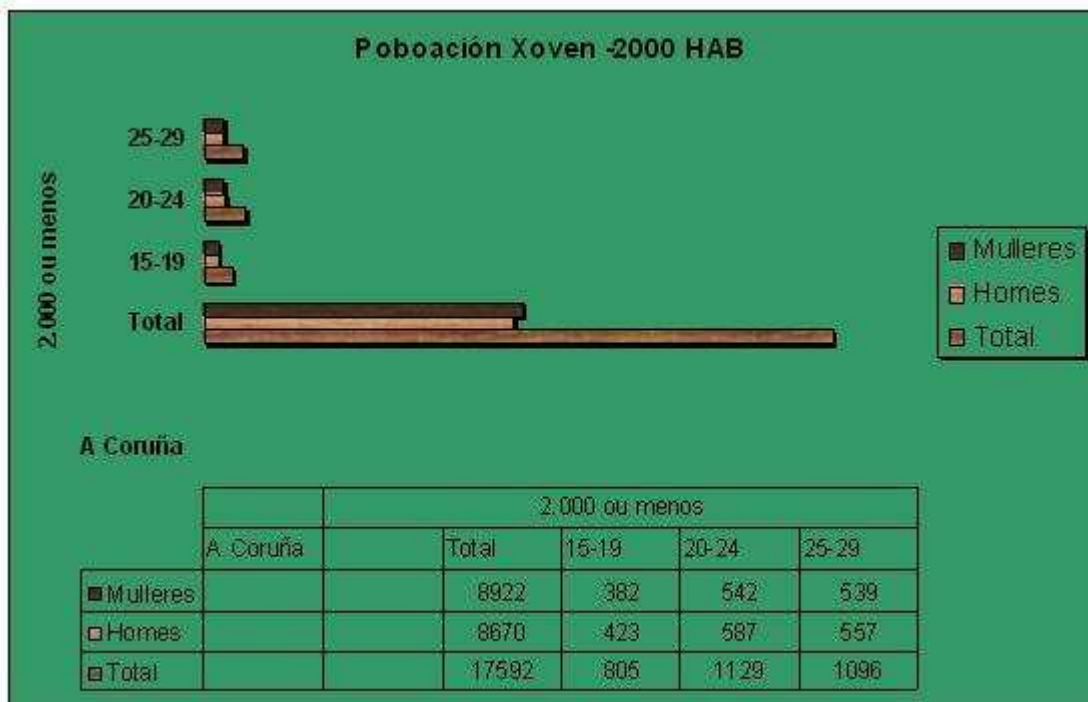 Poboación Xoven -2000 HAB
2.000 ou menos
25-29
20-24
15-19
Total
Mulleres
Homes
Total
A Coruña
2.000 ou menos
A. Coruña Total 15-19 20-24 25-29
Mulleres 8922 382 542 539
Homes 8670 423 587 557
Total 17592 805 1129 1096